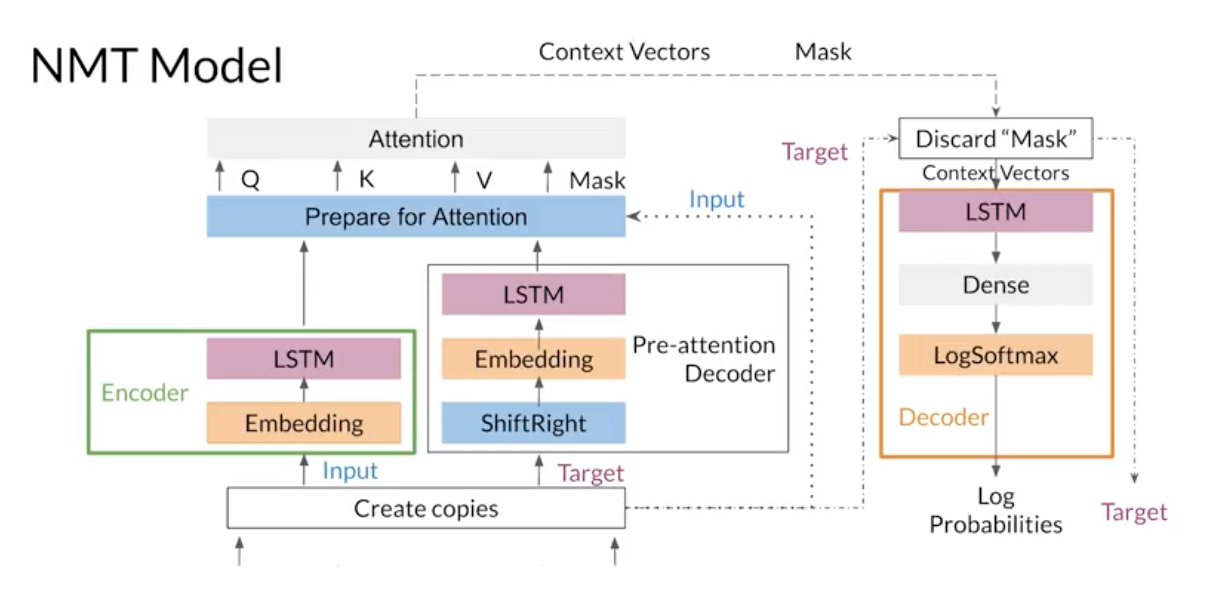 NMT Model
Context Vectors
Mask
Attention
Q
K
V
Mask
Prepare for Attention
Input
LSTM
Embedding
ShiftRight
Pre-attention
Decoder
LSTM
Embedding
Encoder
Input
Target
Create copies
Target
Discard “Mask”
Context Vectors
LSTM
Dense
LogSoftmax
Decoder
Log
Probabilities
Target